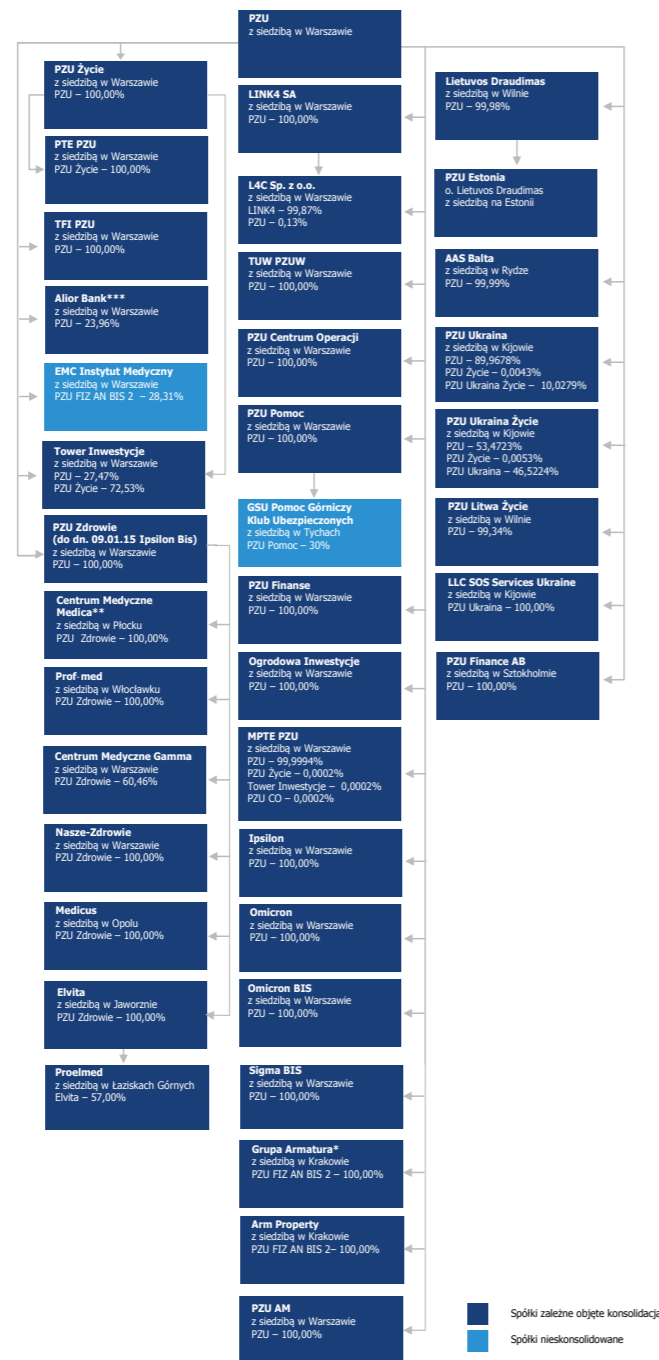 PZU
z siedzibą w Warszawie
PZU Życie
z siedzibą w Warszawie
PZU – 100,00%
PTE PZU
z siedzibą w Warszawie
PZU Życie – 100,00%
TFI PZU
z siedzibą w Warszawie
PZU – 100,00%
Alior Bank***
z siedzibą w Warszawie
PZU – 23,96%
EMC Instytut Medyczny
z siedzibą w Warszawie
PZU FIZ AN BIS 2 – 28,31%
Tower Inwestycje
z siedzibą w Warszawie
PZU - 27,47%
PZU Życie – 72,53%
PZU Zdrowie
(do dn. 09.01.15 Ipsilon Bis)
z siedzibą w Warszawie
PZU – 100,00%
Centrum Medyczne
Medica**
z siedzibą w Płocku
PZU Zdrowie – 100,00%
Prof-med
z siedzibą w Włocławku
PZU Zdrowie – 100,00%
Centrum Medyczne Gamma
z siedzibą w Warszawie
PZU Zdrowie – 60,46%
Nasze-Zdrowie
z siedzibą w Warszawie
PZU Zdrowie – 100,00%
Medicus
z siedzibą w Opolu
PZU Zdrowie – 100,00%
Elvita
z siedzibą w Jaworznie
PZU Zdrowie – 100,00%
Proelmed
z siedzibą w Łaziskach Górnych
Elvita – 57,00%
LINK4 SA
z siedzibą w Warszawie
PZU – 100,00%
L4C Sp. z o.o.
z siedzibą w Warszawie
LINK4 – 99,87%
PZU – 0,13%
TUW PZUW
z siedzibą w Warszawie
PZU – 100,00%
PZU Centrum Operacji
z siedzibą w Warszawie
PZU – 100,00%
PZU Pomoc
z siedzibą w Warszawie
PZU – 100,00%
GSU Pomoc Górniczy
Klub Ubezpieczonych
z siedzibą w Tychach
PZU Pomoc – 30%
PZU Finanse
z siedzibą w Warszawie
PZU – 100,00%
Ogrodowa Inwestycje
z siedzibą w Warszawie
PZU – 100,00%
MPTE PZU
z siedzibą w Warszawie
PZU – 99,9994%
PZU Życie – 0,0002%
Tower Inwestycje – 0,0002%
PZU CO – 0,0002%
Ipsilon
z siedzibą w Warszawie
PZU – 100,00%
Omicron
z siedzibą w Warszawie
PZU – 100,00%
Omicron BIS
z siedzibą w Warszawie
PZU – 100,00%
Sigma BIS
z siedzibą w Warszawie
PZU – 100,00%
Grupa Armatura*
z siedzibą w Krakowie
PZU FIZ AN BIS 2 – 100,00%
Arm Property
z siedzibą w Krakowie
PZU FIZ AN BIS 2– 100,00%
PZU AM
z siedzibą w Warszawie
PZU – 100,00%
Lietuvos Draudimas
z siedzibą w Wilnie
PZU – 99,98%
PZU Estonia
o. Lietuvos Draudimas
z siedzibą na Estonii
AAS Balta
z siedzibą w Rydze
PZU – 99,99%
PZU Ukraina
z siedzibą w Kijowie
PZU - 89,9678%
PZU Życie – 0,0043%
PZU Ukraina Życie - 10,0279%
PZU Ukraina Życie
z siedzibą w Kijowie
PZU - 53,4723%
PZU Życie – 0,0053%
PZU Ukraina - 46,5224%
PZU Litwa Życie
z siedzibą w Wilnie
PZU – 99,34%
LLC SOS Services Ukraine
z siedzibą w Kijowie
PZU Ukraina – 100,00%
PZU Finance AB
z siedzibą w Sztokholmie
PZU – 100,00%
Spółki zależne objęte konsolidacją
Spółki nieskonsolidowane